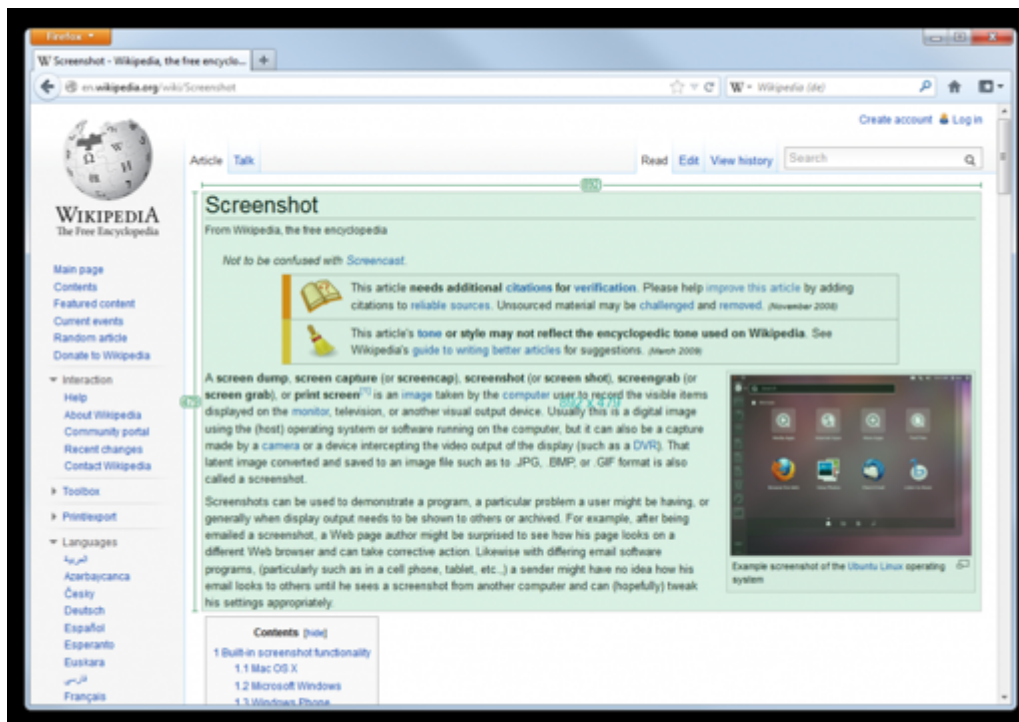 Firefox
Screenshot - Wikipedia, the free encyclo...
en.wikipedia.org/wiki/Screenshot
W - Wikipedia (de)
Create account Log in
Article Talk
Read Edit View history Search
892
WIKIPEDIA
The Free Encyclopedia
Main page
Contents
Featured content
Current events
Random article
Donate to Wikipedia
Interaction
Help
About Wikipedia
Community portal
Recent changes
Contact Wikipedia
Toolbox
Print/export
Languages
العربية
Azərbaycanca
Česky
Deutsch
Español
Esperanto
Euskara
فارسی
Français
Screenshot
From Wikipedia, the free encyclopedia
Not to be confused with Screencast.
This article needs additional citations for verification. Please help improve this article by adding
citations to reliable sources. Unsourced material may be challenged and removed. (November 2008)
This article's tone or style may not reflect the encyclopedic tone used on Wikipedia. See
Wikipedia's guide to writing better articles for suggestions. (March 2009)
A screen dump, screen capture (or screencap), screenshot (or screen shot), screengrab (or
screen grab), or print screen[1] is an image taken by the computer user to record the visible items
displayed on the monitor, television, or another visual output device. Usually this is a digital image
using the (host) operating system or software running on the computer, but it can also be a capture
made by a camera or a device intercepting the video output of the display (such as a DVR). That
latent image converted and saved to an image file such as to .JPG, .BMP, or .GIF format is also
called a screenshot.
479
892 x 479
Screenshots can be used to demonstrate a program, a particular problem a user might be having, or
generally when display output needs to be shown to others or archived. For example, after being
emailed a screenshot, a Web page author might be surprised to see how his page looks on a
different Web browser and can take corrective action. Likewise with differing email software
programs, (particularly such as in a cell phone, tablet, etc.,) a sender might have no idea how his
email looks to others until he sees a screenshot from another computer and can (hopefully) tweak
his settings appropriately.
Example screenshot of the Ubuntu Linux operating
system
Contents [hide]
1 Built-in screenshot functionality
1.1 Mac OS X
1.2 Microsoft Windows
1.3 Windows Phone